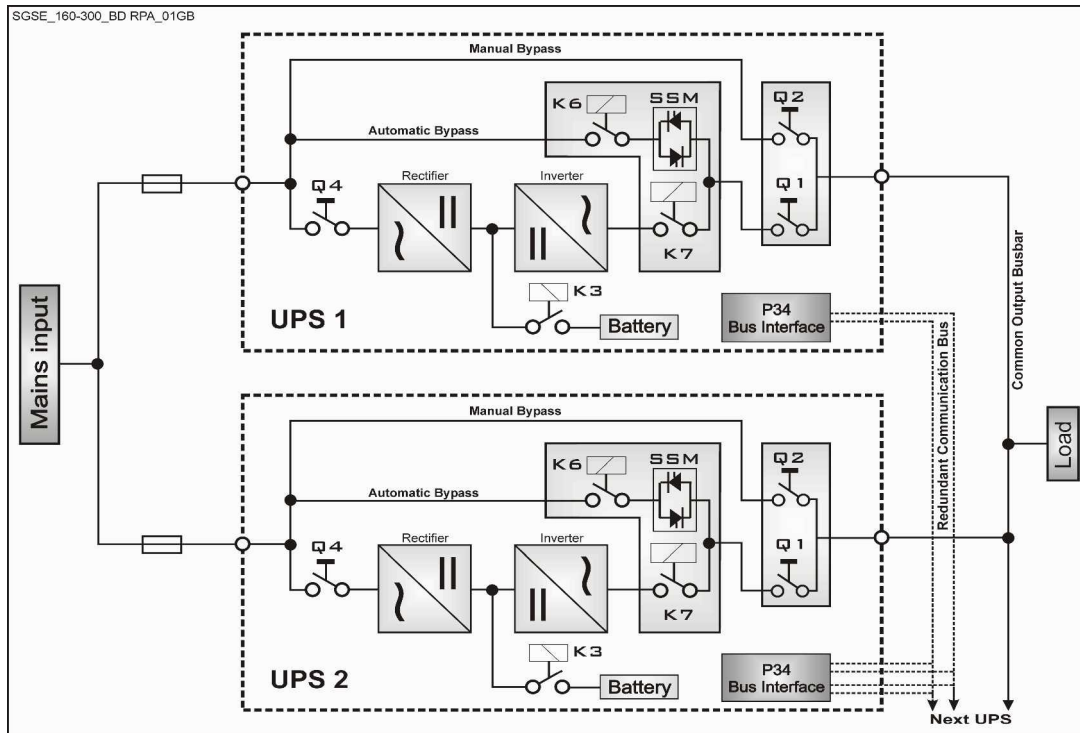 SGSE_160-300_BD RPA_01GB
Manual Bypass
K6
SSM
Q2
Automatic Bypass
Q4
Rectifier
Inverter
Q1
K7
K3
UPS 1
Battery
P34
Bus Interface
Mains input
Manual Bypass
K6
SSM
Q2
Automatic Bypass
Q4
Rectifier
Inverter
Q1
K7
K3
UPS 2
Battery
P34
Bus Interface
Redundant Communication Bus
Common Output Busbar
Load
Next UPS